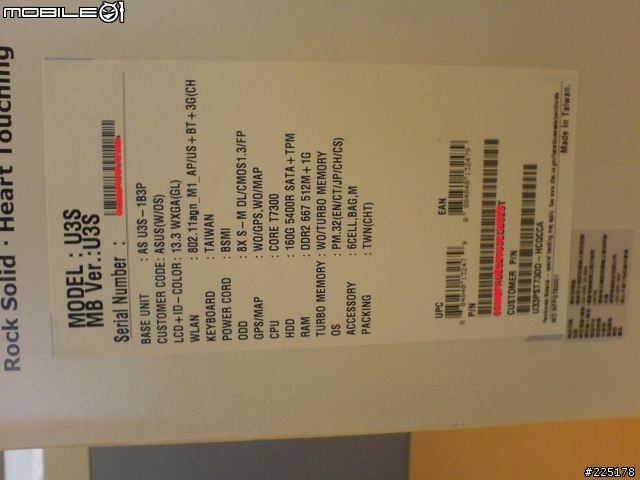 MOBILE01
Rock Solid · Heart Touching
MODEL : U3S
MB Ver.:U3S
Serial Number :
BASE UNIT : AS U3S-1B3P
CUSTOMER CODE: ASUS(W/OS)
LCD+ID-COLOR: 13.3 WXGA(GL)
WLAN : 802.11agn_M1_AP/US+BT+3G(CH
KEYBOARD : TAIWAN
POWER CORD : BSMI
ODD : 8X S-M DL/CMOS1.3/FP
GPS/MAP : WO/GPS,WO/MAP
CPU : CORE T7300
HDD : 160G 5400R SATA+TPM
RAM : DDR2 667 512M+1G
TURBO MEMORY : WO/TURBO MEMORY
OS : PM.32(EN/CT/JP/CH/CS)
ACCESSORY : 6CELL,BAG,M
PACKING : TWN(CHT)
UPC
EAN
P/N
CUSTOMER P/N
Made In Taiwan.
#225178